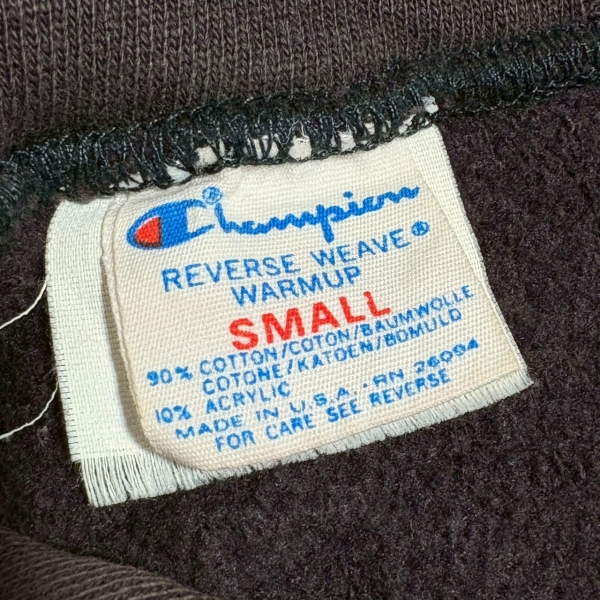 Champion®
REVERSE WEAVE®
WARMUP
SMALL
90% COTTON/COTON/BAUMWOLLE
COTONE/KATOEN/BOMULD
10% ACRYLIC
MADE IN U.S.A. · RN 26094
FOR CARE SEE REVERSE